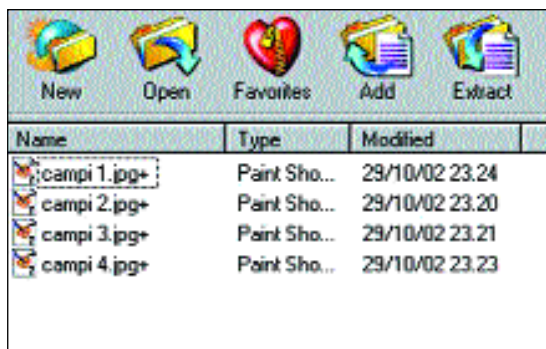 New Open Favorites Add Extract
Name Type Modified
campi 1.jpg+ Paint Sho... 29/10/02 23.24
campi 2.jpg+ Paint Sho... 29/10/02 23.20
campi 3.jpg+ Paint Sho... 29/10/02 23.21
campi 4.jpg+ Paint Sho... 29/10/02 23.23